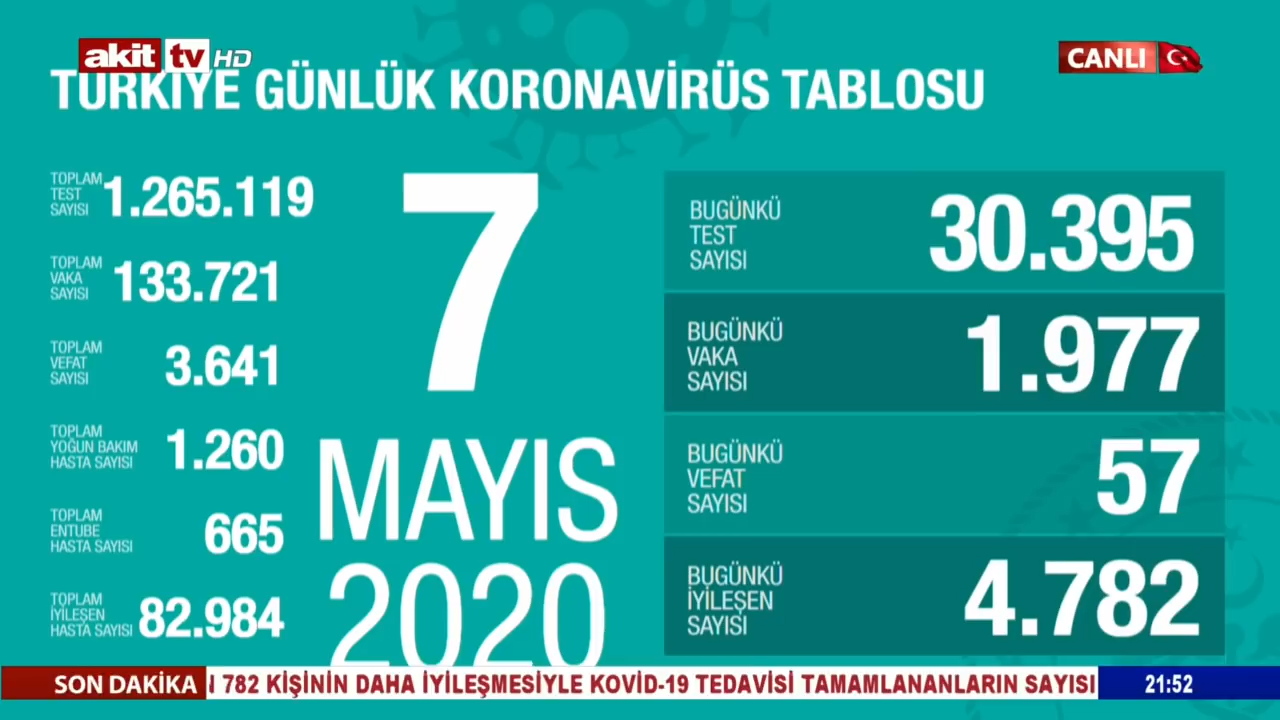 akit tv HD
CANLI
TÜRKİYE GÜNLÜK KORONAVİRÜS TABLOSU
TOPLAM
TEST
SAYISI
1.265.119
TOPLAM
VAKA
SAYISI
133.721
TOPLAM
VEFAT
SAYISI
3.641
TOPLAM
YOĞUN BAKIM
HASTA SAYISI
1.260
TOPLAM
ENTUBE
HASTA SAYISI
665
TOPLAM
İYİLEŞEN
HASTA SAYISI
82.984
7
MAYIS
2020
BUGÜNKÜ
TEST
SAYISI
30.395
BUGÜNKÜ
VAKA
SAYISI
1.977
BUGÜNKÜ
VEFAT
SAYISI
57
BUGÜNKÜ
İYİLEŞEN
SAYISI
4.782
SON DAKİKA
782 KİŞİNİN DAHA İYİLEŞMESİYLE KOVİD-19 TEDAVİSİ TAMAMLANANLARIN SAYISI
21:52